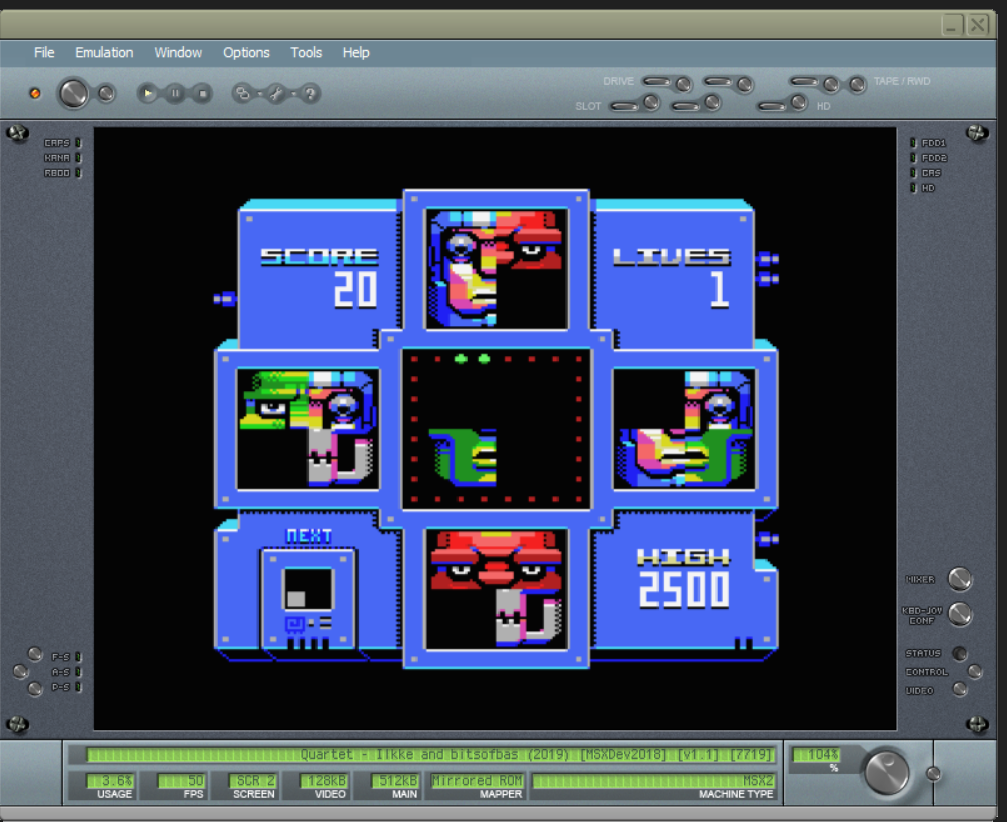 File Emulation Window Options Tools Help
DRIVE
TAPE / RWD
SLOT
HD
CAPS
KANA
FDD1
FDD2
CAS
HD
SCORE
20
LIVES
1
NEXT
HIGH
2500
MIXER
KBD-JOY
CONF
STATUS
CONTROL
VIDEO
F-S
A-S
D-S
Quartet - Ilkke and bitsofbas (2019) [MSXDev2018] [v1.1] [7719]
104%
%
3.6% 50 SCR 2 128kB 512kB Mirrored ROM MSX2
USAGE FPS SCREEN VIDEO MAIN MAPPER MACHINE TYPE